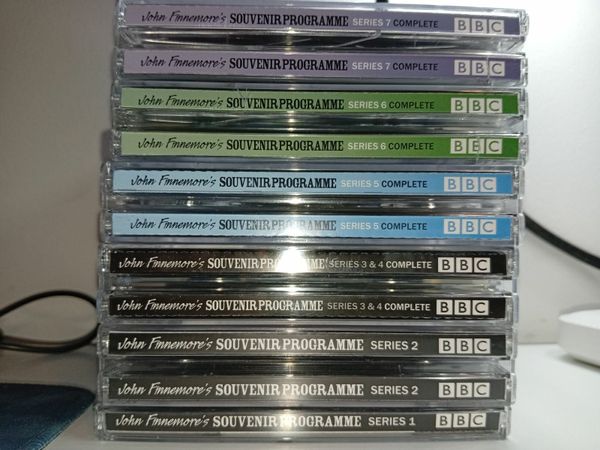 John Finnemore's SOUVENIR PROGRAMME SERIES 7 COMPLETE BBC
John Finnemore's SOUVENIR PROGRAMME SERIES 7 COMPLETE BBC
John Finnemore's SOUVENIR PROGRAMME SERIES 6 COMPLETE BBC
John Finnemore's SOUVENIR PROGRAMME SERIES 6 COMPLETE BBC
John Finnemore's SOUVENIR PROGRAMME SERIES 5 COMPLETE BBC
John Finnemore's SOUVENIR PROGRAMME SERIES 5 COMPLETE BBC
John Finnemore's SOUVENIR PROGRAMME SERIES 3 & 4 COMPLETE BBC
John Finnemore's SOUVENIR PROGRAMME SERIES 3 & 4 COMPLETE BBC
John Finnemore's SOUVENIR PROGRAMME SERIES 2 BBC
John Finnemore's SOUVENIR PROGRAMME SERIES 2 BBC
John Finnemore's SOUVENIR PROGRAMME SERIES 1 BBC